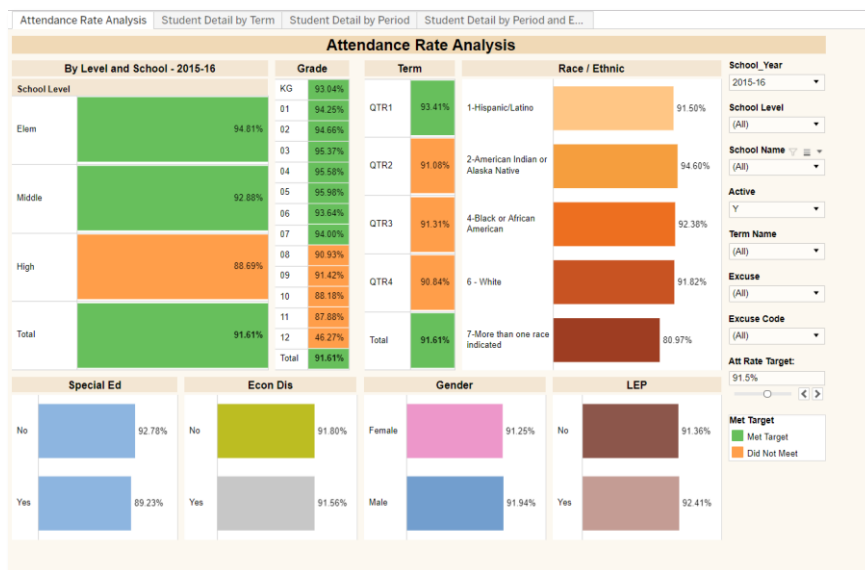 Attendance Rate Analysis
Student Detail by Term
Student Detail by Period
Student Detail by Period and E...
Attendance Rate Analysis
By Level and School - 2015-16
School Level
Elem 94.81%
Middle 92.88%
High 88.69%
Total 91.61%
Grade
KG 93.04%
01 94.25%
02 94.66%
03 95.37%
04 95.58%
05 95.98%
06 93.64%
07 94.00%
08 90.93%
09 91.42%
10 88.18%
11 87.88%
12 46.27%
Total 91.61%
Term
QTR1 93.41%
QTR2 91.08%
QTR3 91.31%
QTR4 90.84%
Total 91.61%
Race / Ethnic
1-Hispanic/Latino 91.50%
2-American Indian or
Alaska Native 94.60%
4-Black or African
American 92.38%
6 - White 91.82%
7-More than one race
indicated 80.97%
School_Year
2015-16
School Level
(All)
School Name
(All)
Active
Y
Term Name
(All)
Excuse
(All)
Excuse Code
(All)
Att Rate Target:
91.5%
Met Target
Met Target
Did Not Meet
Special Ed
No 92.78%
Yes 89.23%
Econ Dis
No 91.80%
Yes 91.56%
Gender
Female 91.25%
Male 91.94%
LEP
No 91.36%
Yes 92.41%